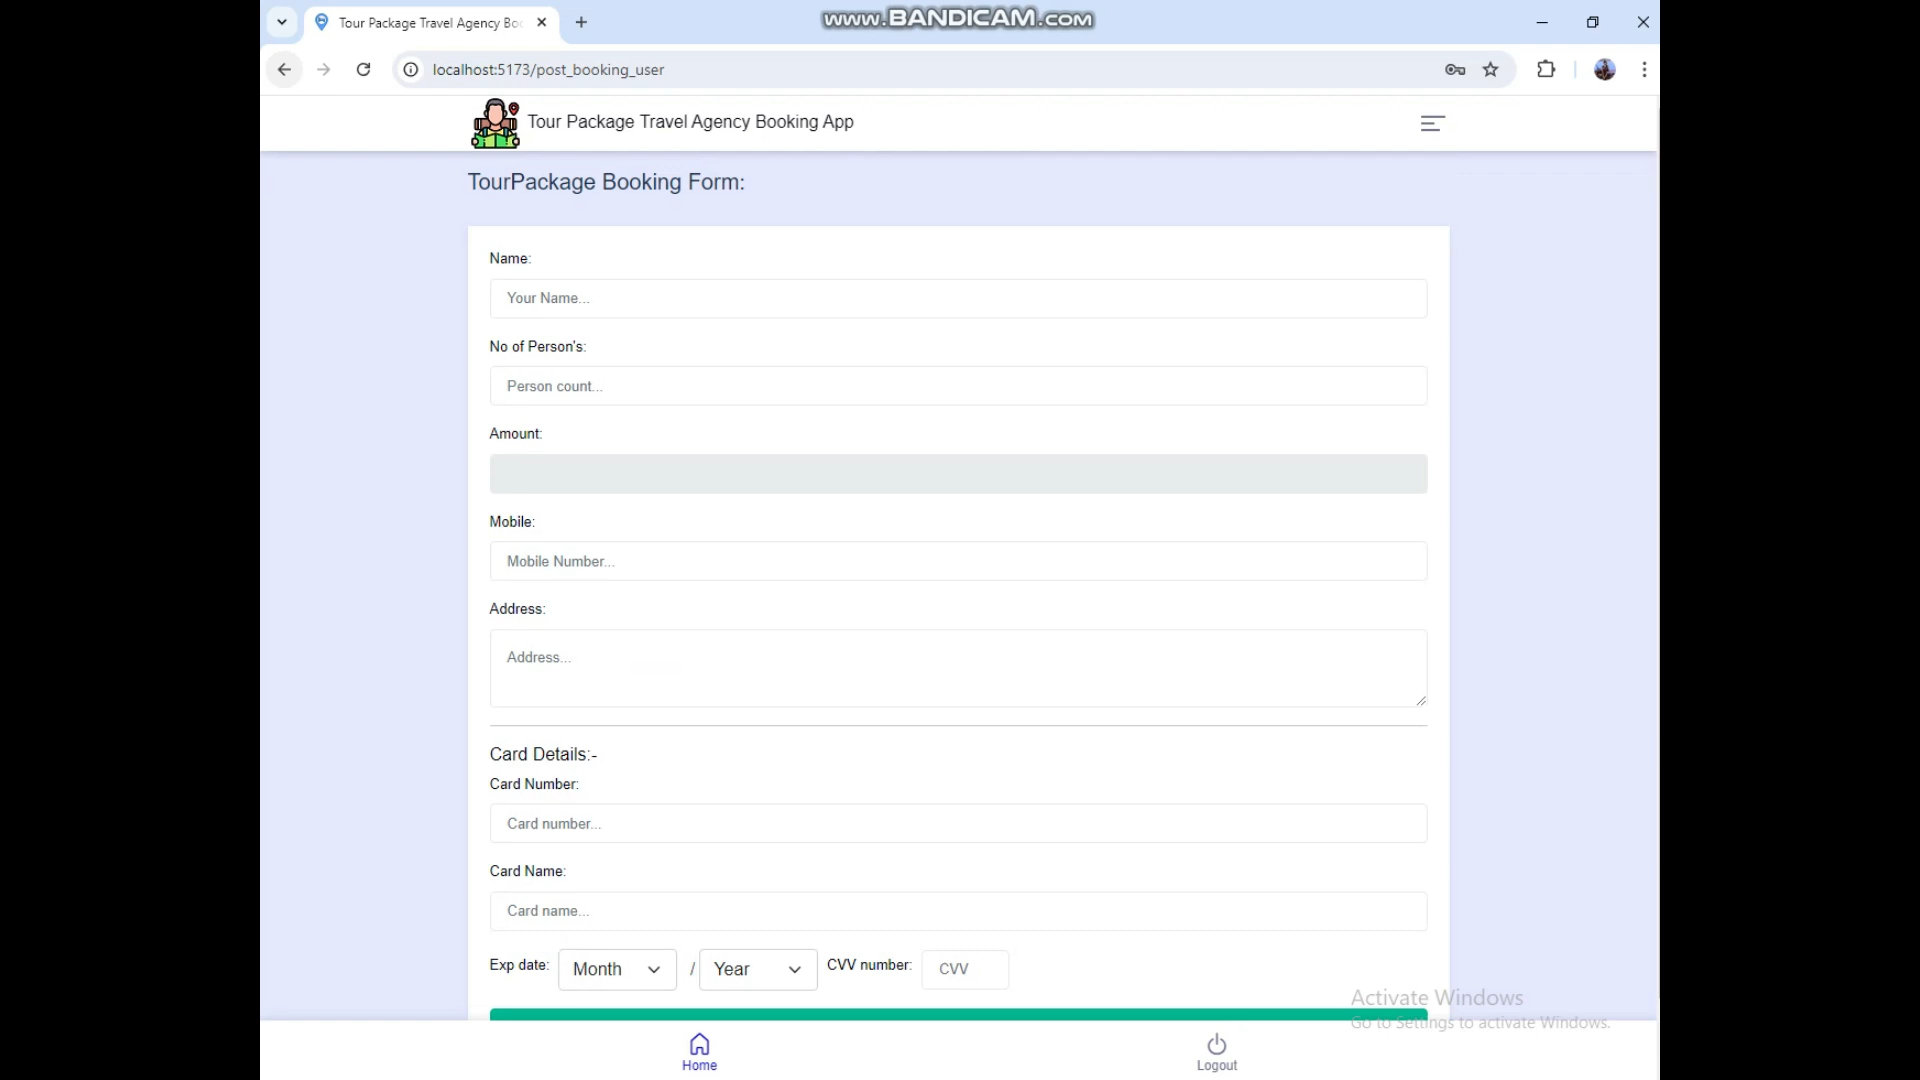 Tour Package Travel Agency Boo
www.BANDICAM.com
localhost:5173/post_booking_user
Tour Package Travel Agency Booking App
TourPackage Booking Form:
Name:
Your Name...
No of Person's:
Person count...
Amount:
Mobile:
Mobile Number...
Address:
Address...
Card Details:-
Card Number:
Card number...
Card Name:
Card name...
Exp date: Month / Year CVV number: CVV
Activate Windows
Go to Settings to activate Windows.
Home
Logout